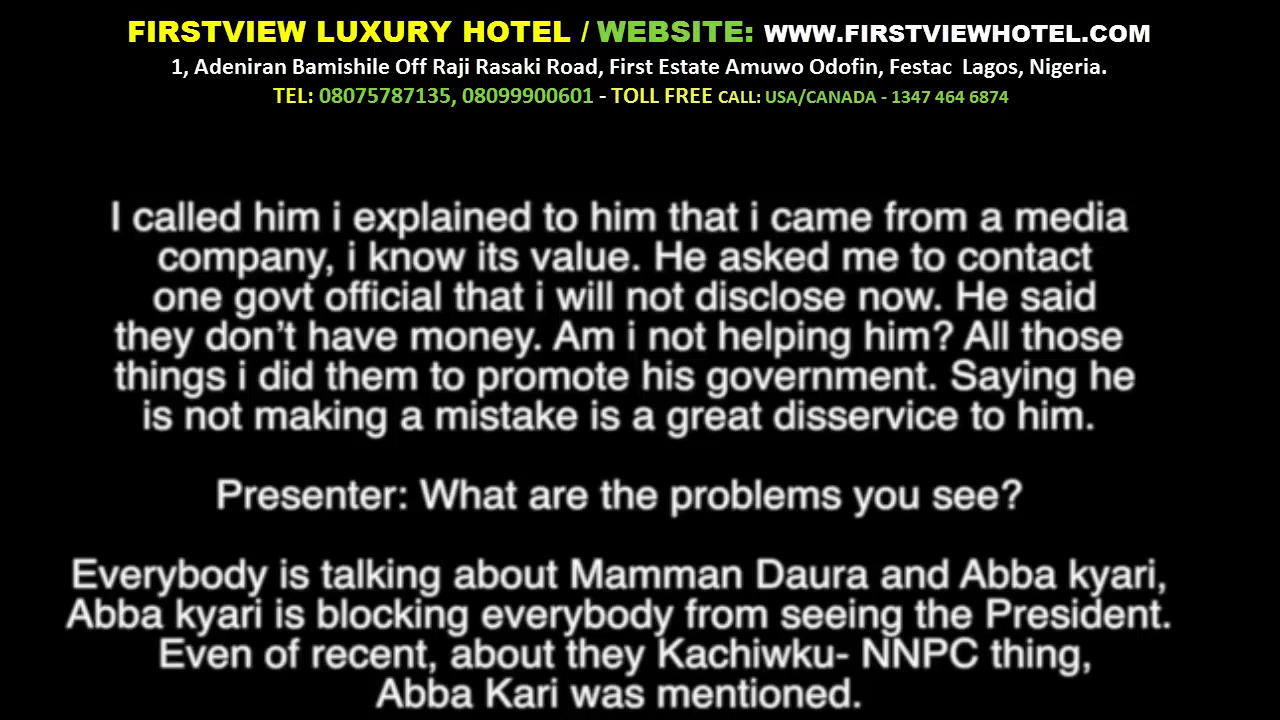 FIRSTVIEW LUXURY HOTEL / WEBSITE: WWW.FIRSTVIEWHOTEL.COM
1, Adeniran Bamishile Off Raji Rasaki Road, First Estate Amuwo Odofin, Festac Lagos, Nigeria.
TEL: 08075787135, 08099900601 - TOLL FREE CALL: USA/CANADA - 1347 464 6874
I called him i explained to him that i came from a media
company, i know its value. He asked me to contact
one govt official that i will not disclose now. He said
they don’t have money. Am i not helping him? All those
things i did them to promote his government. Saying he
is not making a mistake is a great disservice to him.
Presenter: What are the problems you see?
Everybody is talking about Mamman Daura and Abba kyari,
Abba kyari is blocking everybody from seeing the President.
Even of recent, about they Kachiwku- NNPC thing,
Abba Kari was mentioned.